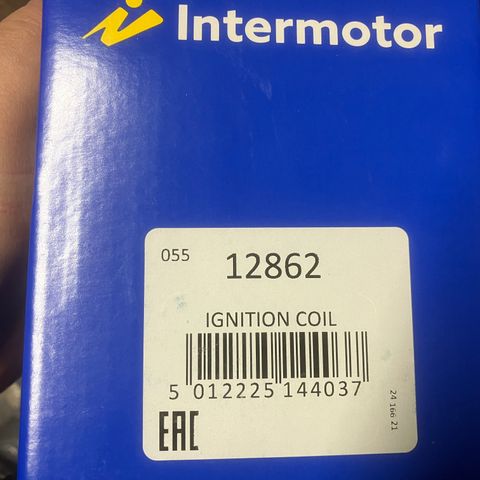 Intermotor
055 12862
IGNITION COIL
5 012225 144037
24 166 21
EAC